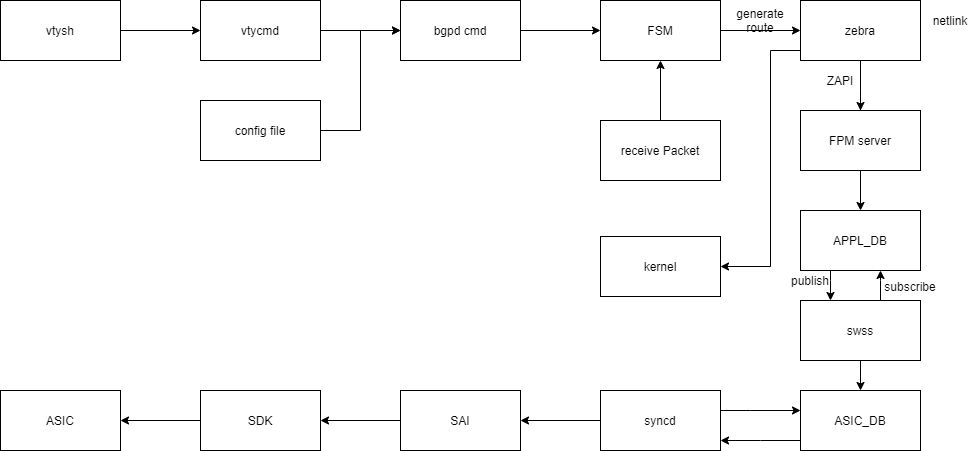 vtysh
vtycmd
bgpd cmd
FSM
generate
route
zebra
netlink
config file
receive Packet
ZAPI
FPM server
kernel
APPL_DB
publish
subscribe
swss
ASIC
SDK
SAI
syncd
ASIC_DB